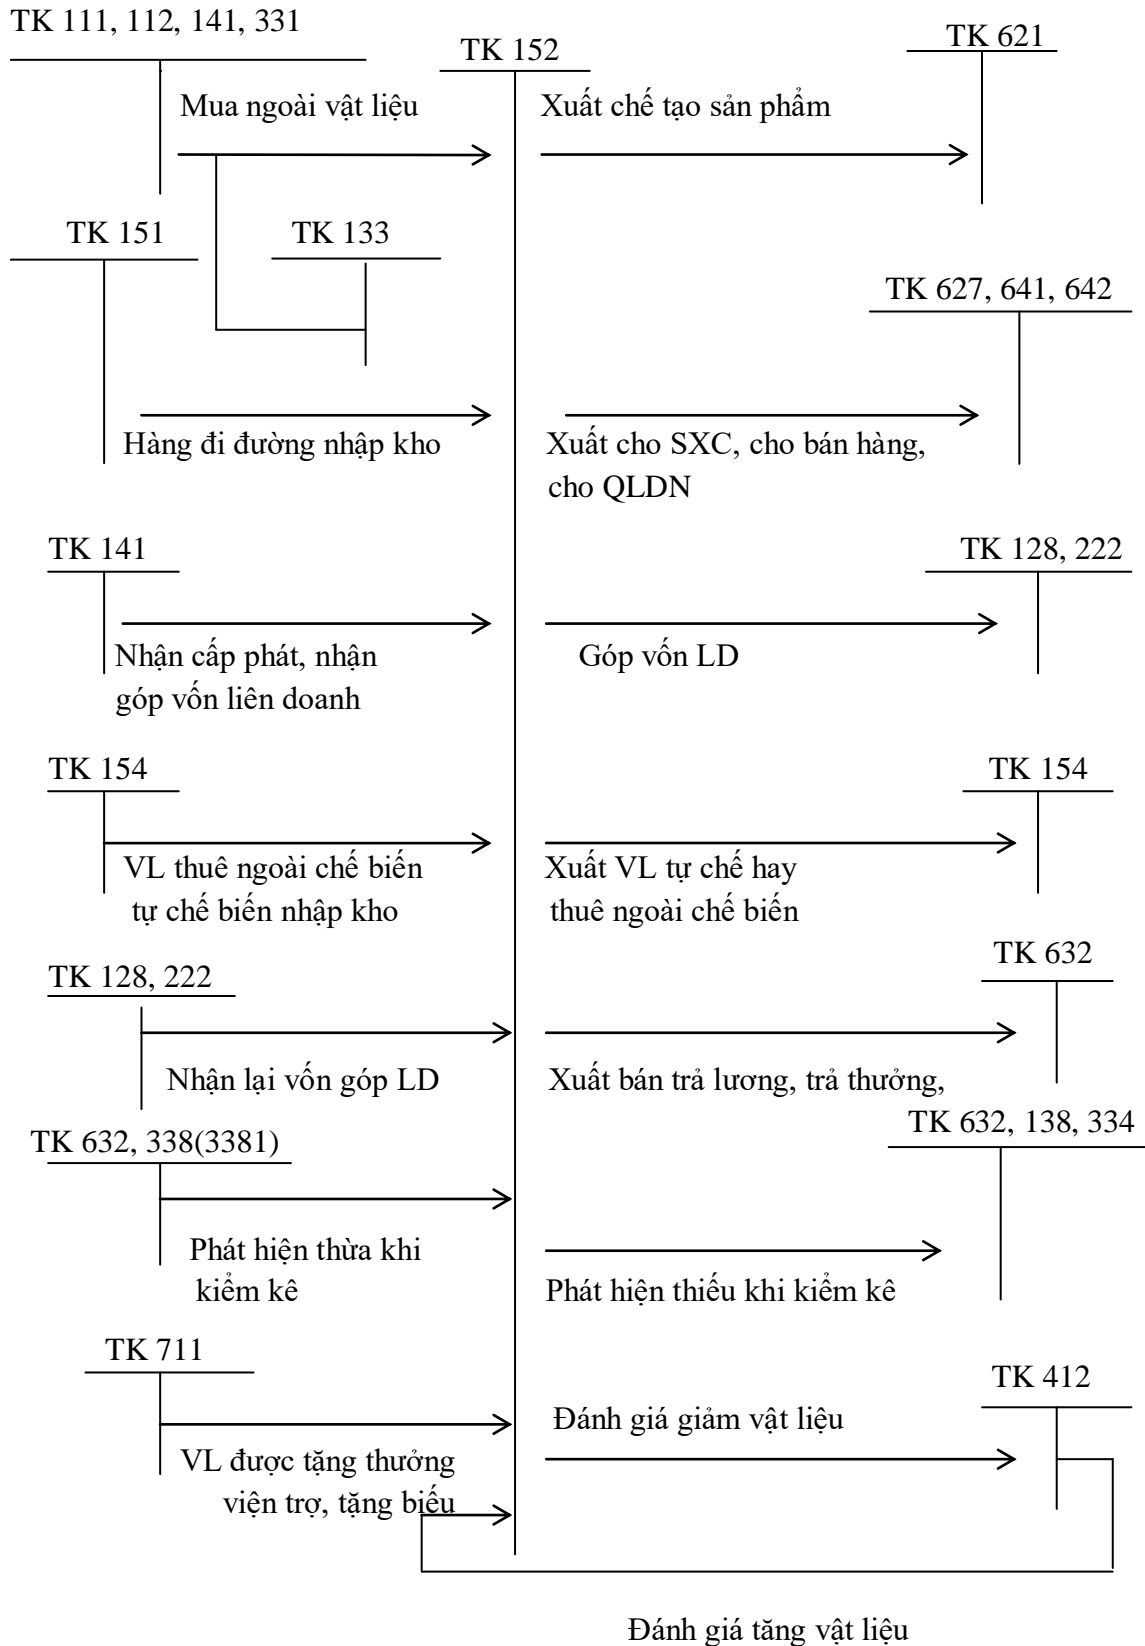 TK 111, 112, 141, 331
TK 152
TK 621
Mua ngoài vật liệu
Xuất chế tạo sản phẩm
TK 151
TK 133
TK 627, 641, 642
Hàng đi đường nhập kho
Xuất cho SXC, cho bán hàng,
cho QLDN
TK 141
TK 128, 222
Nhận cấp phát, nhận
góp vốn liên doanh
Góp vốn LD
TK 154
TK 154
VL thuê ngoài chế biến
tự chế biến nhập kho
Xuất VL tự chế hay
thuê ngoài chế biến
TK 128, 222
TK 632
Nhận lại vốn góp LD
Xuất bán trả lương, trả thưởng,
TK 632, 338(3381)
TK 632, 138, 334
Phát hiện thừa khi
kiểm kê
Phát hiện thiếu khi kiểm kê
TK 711
TK 412
Đánh giá giảm vật liệu
VL được tặng thưởng
viện trợ, tặng biếu
Đánh giá tăng vật liệu